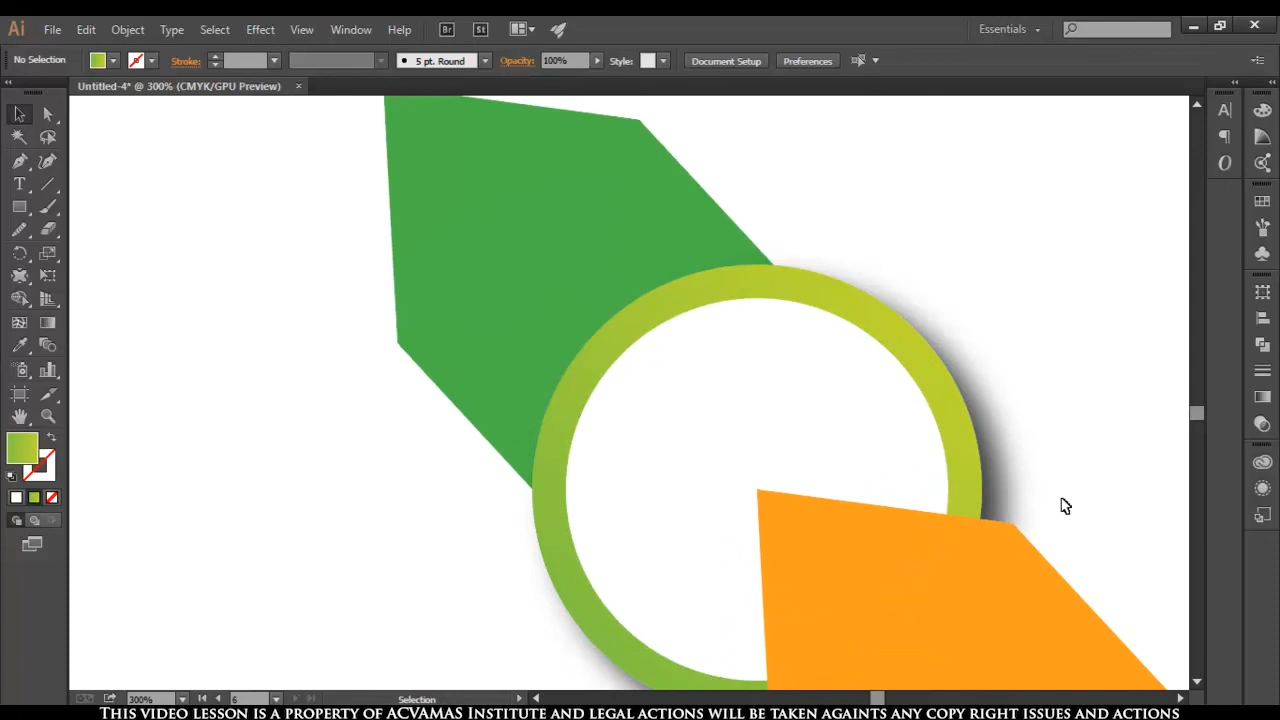 Ai File Edit Object Type Select Effect View Window Help Br St Essentials
No Selection Stroke: 5 pt. Round Opacity: 100% Style: Document Setup Preferences
Untitled-4* @ 300% (CMYK/GPU Preview)
300% 6 Selection
This video lesson is a property of ACVAMAS Institute and legal actions will be taken againts any copy right issues and actions